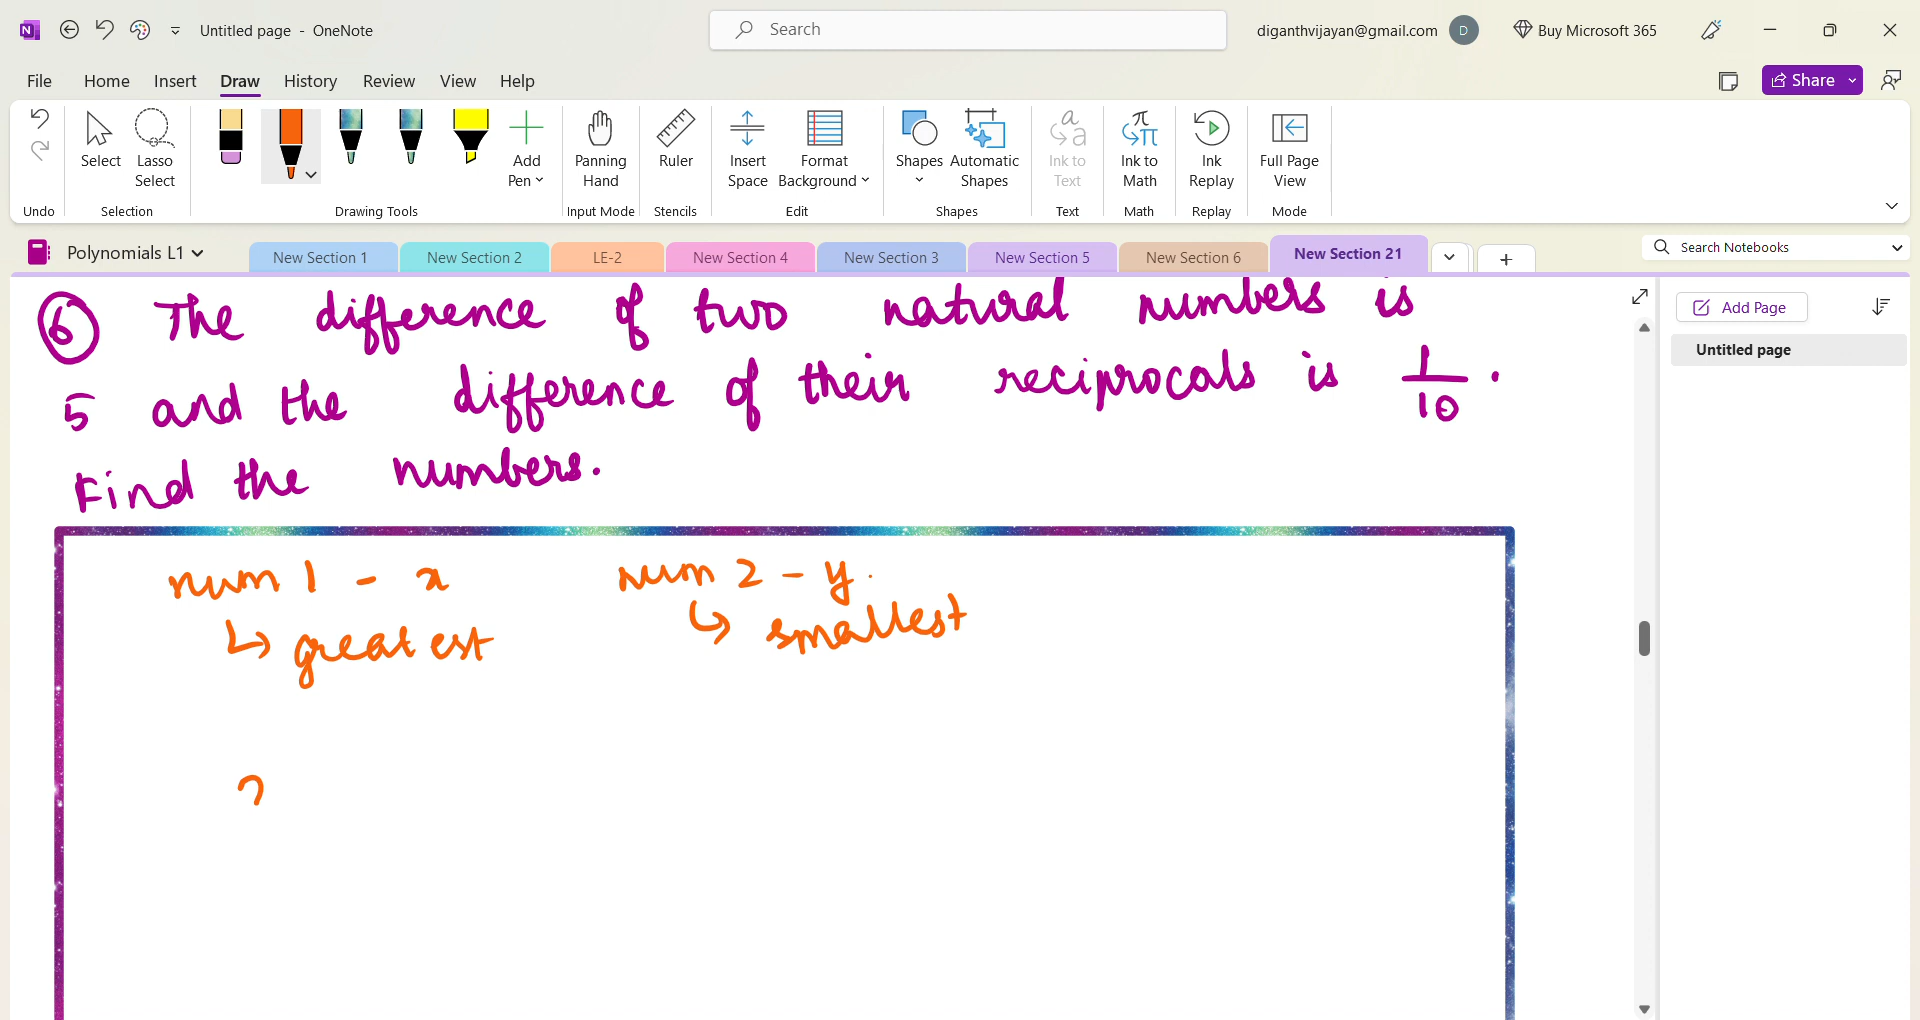 Untitled page - OneNote
Search
diganthvijayan@gmail.com
D
Buy Microsoft 365
File Home Insert Draw History Review View Help
Share
Select
Lasso Select
Add Pen
Panning Hand
Ruler
Insert Space
Format Background
Shapes
Automatic Shapes
Ink to Text
Ink to Math
Ink Replay
Full Page View
Undo Selection Drawing Tools Input Mode Stencils Edit Shapes Text Math Replay Mode
Polynomials L1
New Section 1 New Section 2 LE-2 New Section 4 New Section 3 New Section 5 New Section 6 New Section 21
Search Notebooks
Add Page
Untitled page
6 The difference of two natural numbers is
5 and the difference of their reciprocals is 1/10.
Find the numbers.
num 1 - x num 2 - y.
↳ greatest ↳ smallest